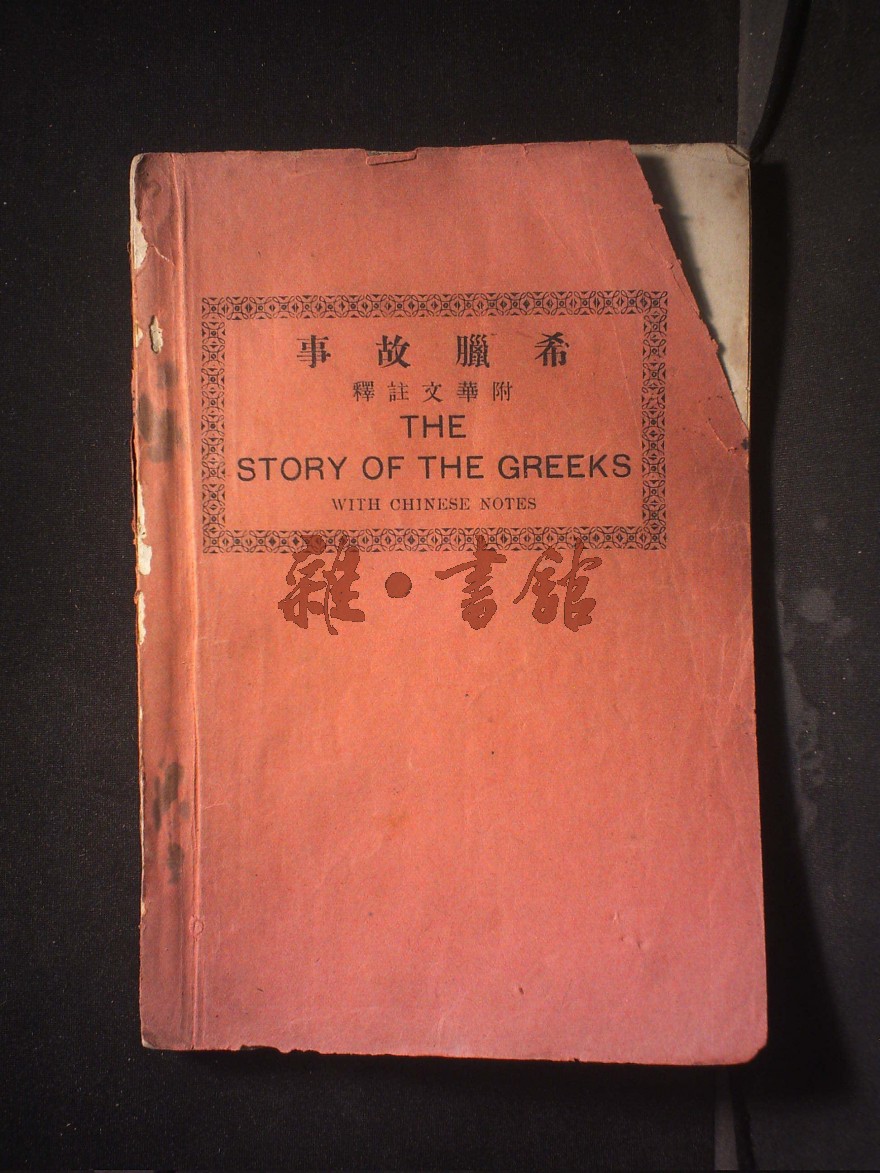 希臘故事
附華文註釋
THE
STORY OF THE GREEKS
WITH CHINESE NOTES
雜·書館